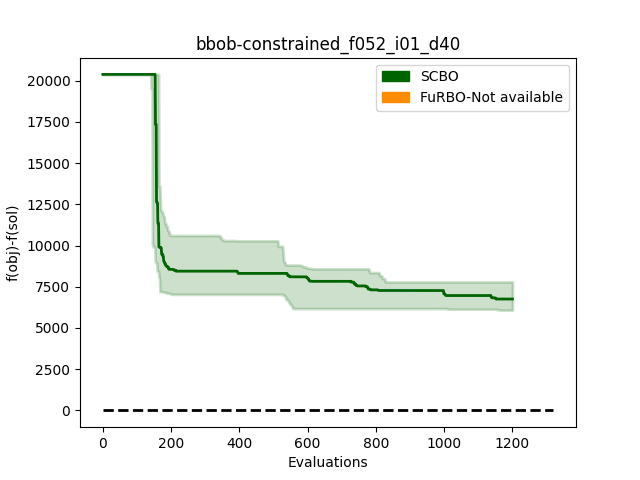 bbob-constrained_f052_i01_d40
SCBO
FuRBO-Not available
20000
17500
15000
12500
10000
7500
5000
2500
0
f(obj)-f(sol)
0 200 400 600 800 1000 1200
Evaluations